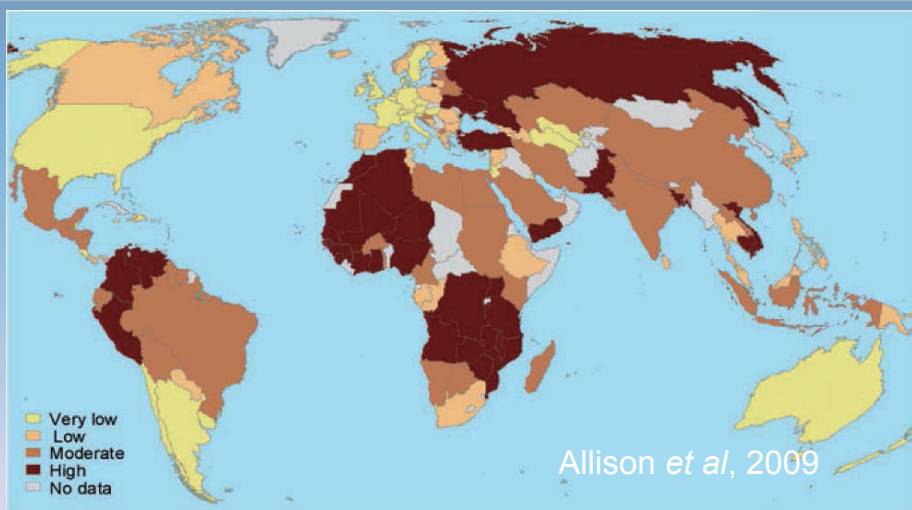 Very low
Low
Moderate
High
No data
Allison et al, 2009